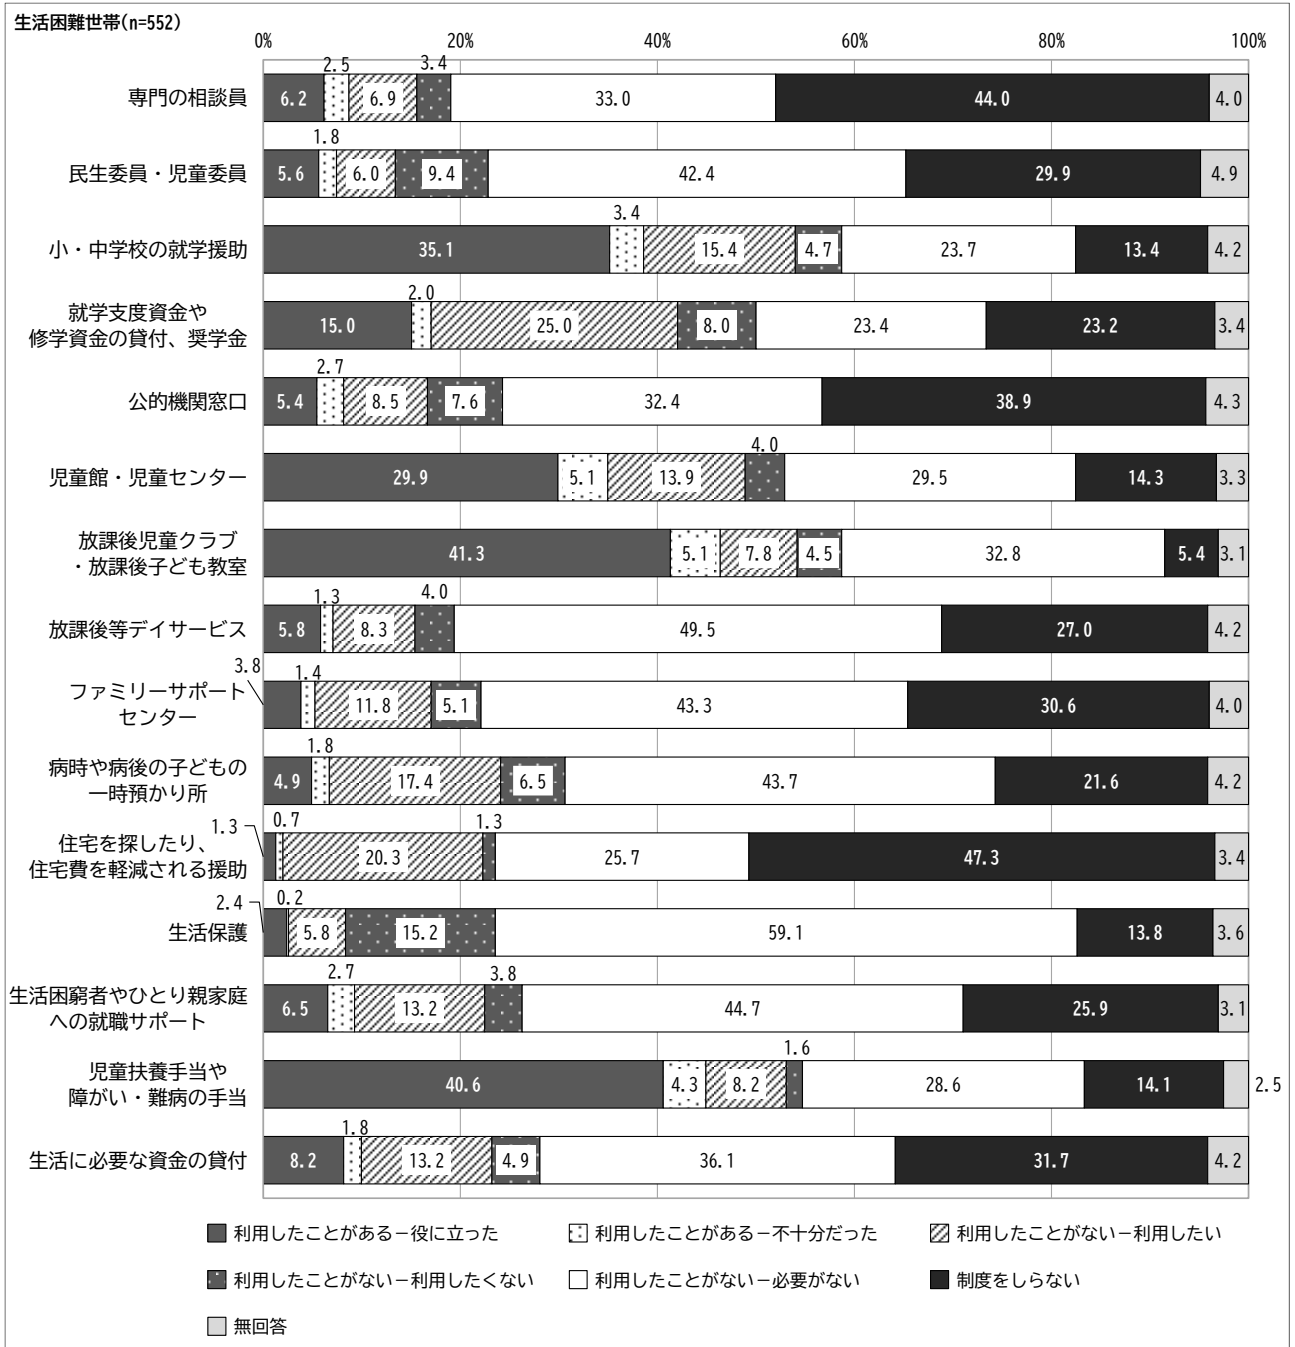 生活困難世帯(n=552)
0% 20% 40% 60% 80% 100%
2.5 3.4
専門の相談員 6.2 6.9 33.0 44.0 4.0
1.8
民生委員・児童委員 5.6 6.0 9.4 42.4 29.9 4.9
3.4
小・中学校の就学援助 35.1 15.4 4.7 23.7 13.4 4.2
2.0
就学支度資金や
修学資金の貸付、奨学金 15.0 25.0 8.0 23.4 23.2 3.4
2.7
公的機関窓口 5.4 8.5 7.6 32.4 38.9 4.3
4.0
児童館・児童センター 29.9 5.1 13.9 29.5 14.3 3.3
放課後児童クラブ
・放課後子ども教室 41.3 5.1 7.8 4.5 32.8 5.4 3.1
1.3 4.0
放課後等デイサービス 5.8 8.3 49.5 27.0 4.2
3.8 1.4
ファミリーサポート
センター 11.8 5.1 43.3 30.6 4.0
1.8
病時や病後の子どもの
一時預かり所 4.9 17.4 6.5 43.7 21.6 4.2
1.3 0.7 1.3
住宅を探したり、
住宅費を軽減される援助 20.3 25.7 47.3 3.4
2.4 0.2
生活保護 5.8 15.2 59.1 13.8 3.6
2.7 3.8
生活困窮者やひとり親家庭
への就職サポート 6.5 13.2 44.7 25.9 3.1
1.6
児童扶養手当や
障がい・難病の手当 40.6 4.3 8.2 28.6 14.1 2.5
1.8
生活に必要な資金の貸付 8.2 13.2 4.9 36.1 31.7 4.2
利用したことがある－役に立った 利用したことがある－不十分だった 利用したことがない－利用したい
利用したことがない－利用したくない 利用したことがない－必要がない 制度をしらない
無回答